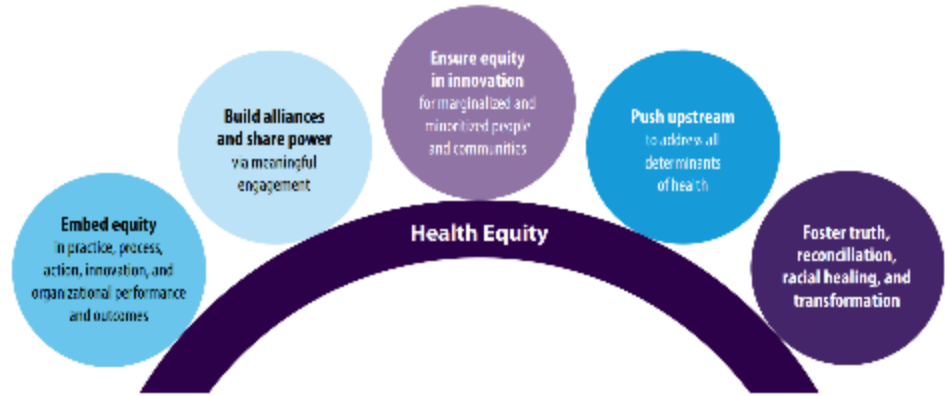 Embed equity
in practice, process,
action, innovation, and
organizational performance
and outcomes
Build alliances
and share power
via meaningful
engagement
Ensure equity
in innovation
for marginalized and
minoritized people
and communities
Push upstream
to address all
determinants
of health
Foster truth,
reconciliation,
racial healing, and
transformation
Health Equity